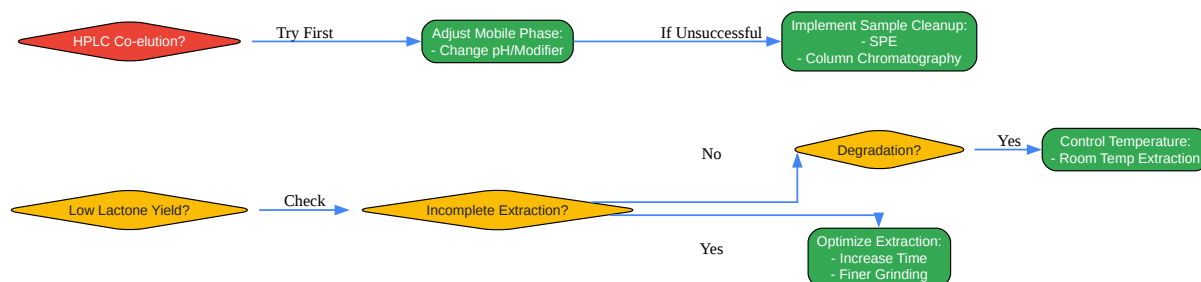 HPLC Co-elution?
Try First
Adjust Mobile Phase:
- Change pH/Modifier
If Unsuccessful
Implement Sample Cleanup:
- SPE
- Column Chromatography
Low Lactone Yield?
Check
Incomplete Extraction?
No
Degradation?
Yes
Control Temperature:
- Room Temp Extraction
Yes
Optimize Extraction:
- Increase Time
- Finer Grinding